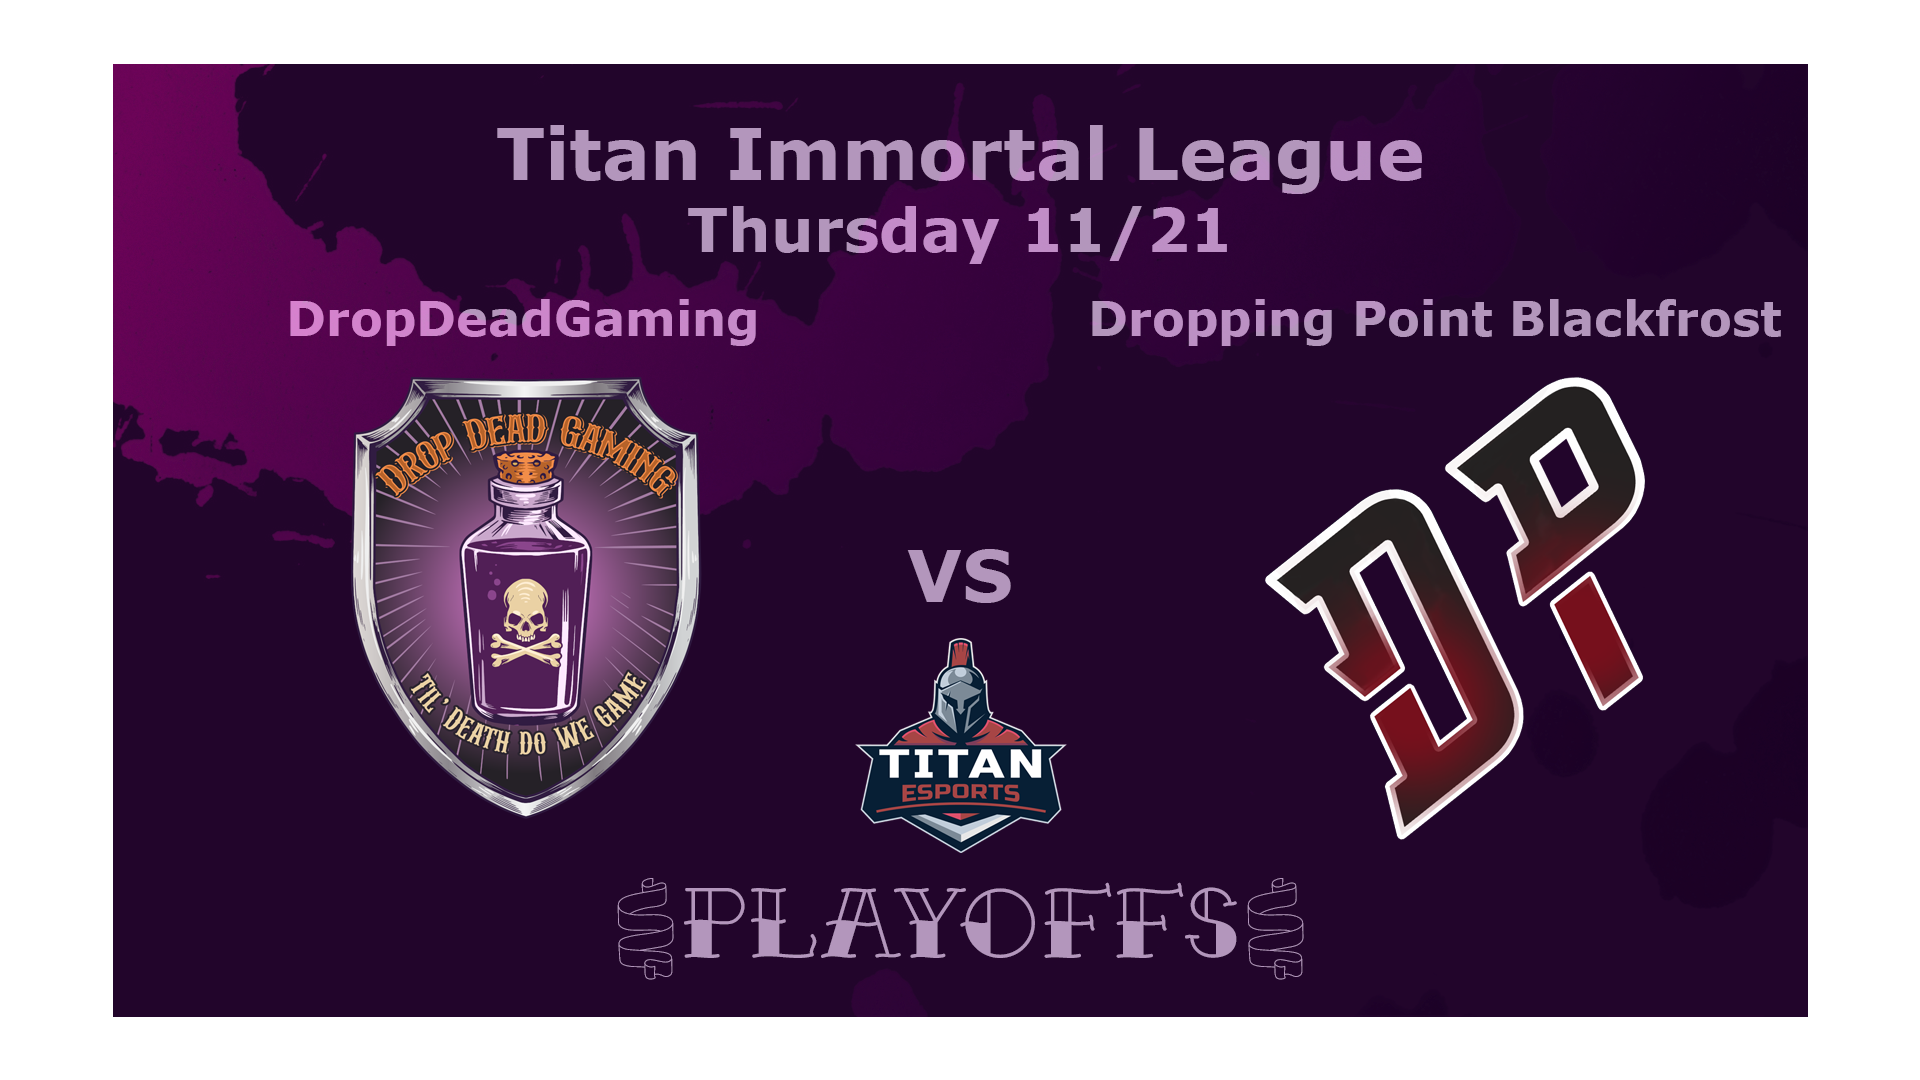 Titan Immortal League
Thursday 11/21
DropDeadGaming
Dropping Point Blackfrost
DROP DEAD GAMING
TIL' DEATH DO WE GAME
VS
TITAN
ESPORTS
DP
PLAYOFFS